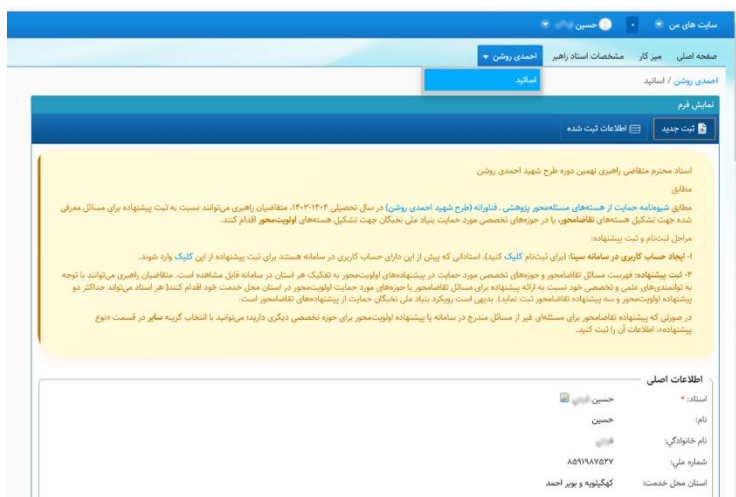 سایت های من
حسین
صفحه اصلی میز کار مشخصات استاد راهبر احمدی روشن
اساتید
احمدی روشن / اساتید
نمایش فرم
ثبت جدید اطلاعات ثبت شده
استاد محترم متقاضی راهبری نهمین دوره طرح شهید احمدی روشن
مطابق
مطابق شیوه‌نامه حمایت از هسته‌های مسئله‌محور پژوهشی ـ فناورانه (طرح شهید احمدی روشن) در سال تحصیلی ۱۴۰۴-۱۴۰۳، متقاضیان راهبری می‌توانند نسبت به ثبت پیشنهاده برای مسائل معرفی
شده جهت تشکیل هسته‌های تقاضامحور، یا در حوزه‌های تخصصی مورد حمایت بنیاد ملی نخبگان جهت تشکیل هسته‌های اولویت‌محور اقدام کنند.
مراحل ثبت‌نام و ثبت پیشنهاده:
۱- ایجاد حساب کاربری در سامانه سینا: (برای ثبت‌نام کلیک کنید). استادانی که پیش از این دارای حساب کاربری در سامانه هستند برای ثبت پیشنهاده از این کلیک وارد شوند.
۲- ثبت پیشنهاده: فهرست مسائل تقاضامحور و حوزه‌های تخصصی مورد حمایت در پیشنهاده‌های اولویت‌محور به تفکیک هر استان در سامانه قابل مشاهده است. متقاضیان راهبری می‌توانند با توجه
به توانمندی‌های علمی و تخصصی خود نسبت به ارائه پیشنهاده برای مسائل تقاضامحور یا حوزه‌های مورد حمایت اولویت‌محور در استان محل خدمت خود اقدام کنند( هر استاد می‌تواند حداکثر دو
پیشنهاده اولویت‌محور و سه پیشنهاده تقاضامحور ثبت نماید). بدیهی است رویکرد بنیاد ملی نخبگان حمایت از پیشنهاده‌های تقاضامحور است.
در صورتی که پیشنهاده تقاضامحور برای مسئله‌ای غیر از مسائل مندرج در سامانه یا پیشنهاده اولویت‌محور برای حوزه تخصصی دیگری دارید؛ می‌توانید با انتخاب گزینه سایر در قسمت «نوع
پیشنهاده»، اطلاعات آن را ثبت کنید.
اطلاعات اصلی
استاد: * حسین
نام: حسین
نام خانوادگی:
شماره ملی: ۸۵۹۱۹۸۷۵۲۷
استان محل خدمت: کهگیلویه و بویر احمد